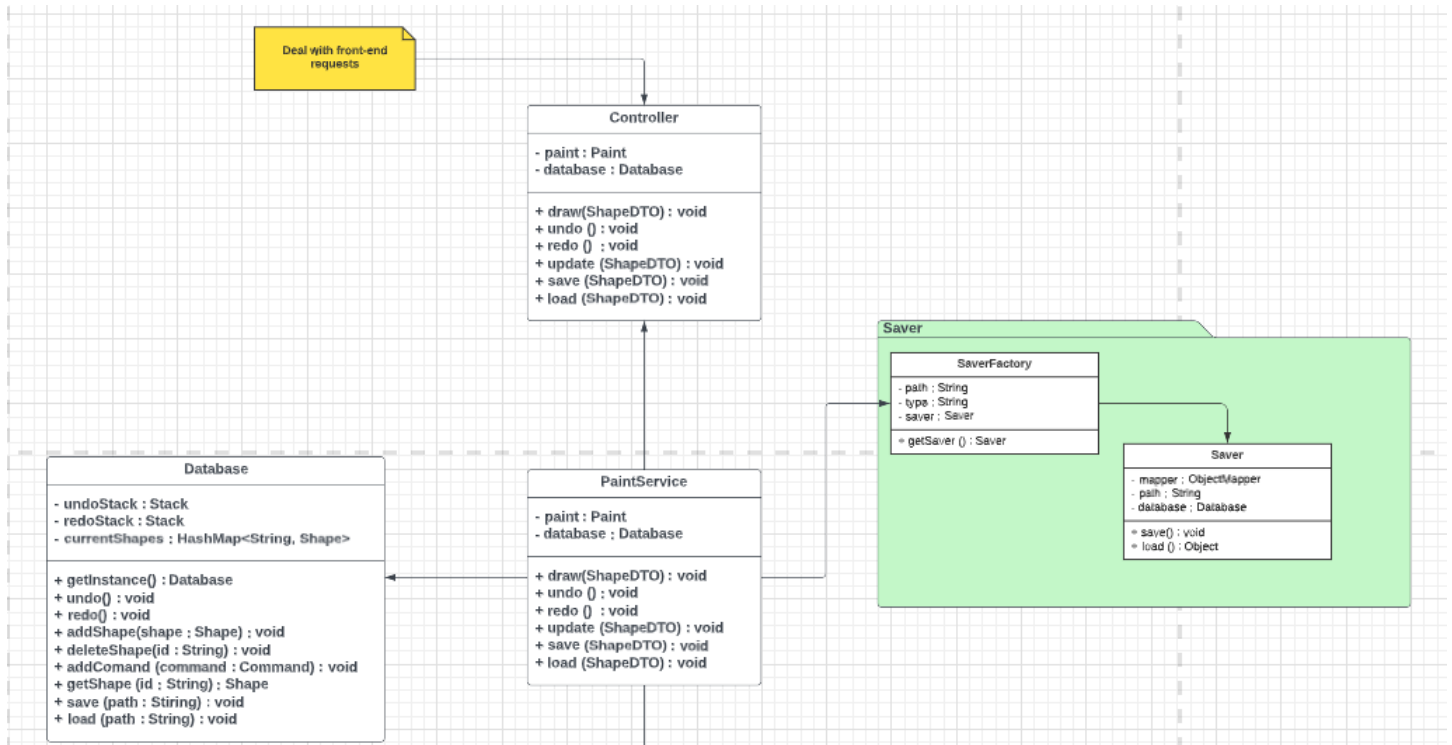 Deal with front-end
requests
Controller
- paint : Paint
- database : Database
+ draw(ShapeDTO) : void
+ undo () : void
+ redo () : void
+ update (ShapeDTO) : void
+ save (ShapeDTO) : void
+ load (ShapeDTO) : void
Saver
SaverFactory
- path : String
- type : String
- saver : Saver
+ getSaver () : Saver
Saver
- mapper : ObjectMapper
- path : String
- database : Database
+ save() : void
+ load () : Object
Database
- undoStack : Stack
- redoStack : Stack
- currentShapes : HashMap<String, Shape>
+ getInstance() : Database
+ undo() : void
+ redo() : void
+ addShape(shape : Shape) : void
+ deleteShape(id : String) : void
+ addComand (command : Command) : void
+ getShape (id : String) : Shape
+ save (path : Stiring) : void
+ load (path : String) : void
PaintService
- paint : Paint
- database : Database
+ draw(ShapeDTO) : void
+ undo () : void
+ redo () : void
+ update (ShapeDTO) : void
+ save (ShapeDTO) : void
+ load (ShapeDTO) : void